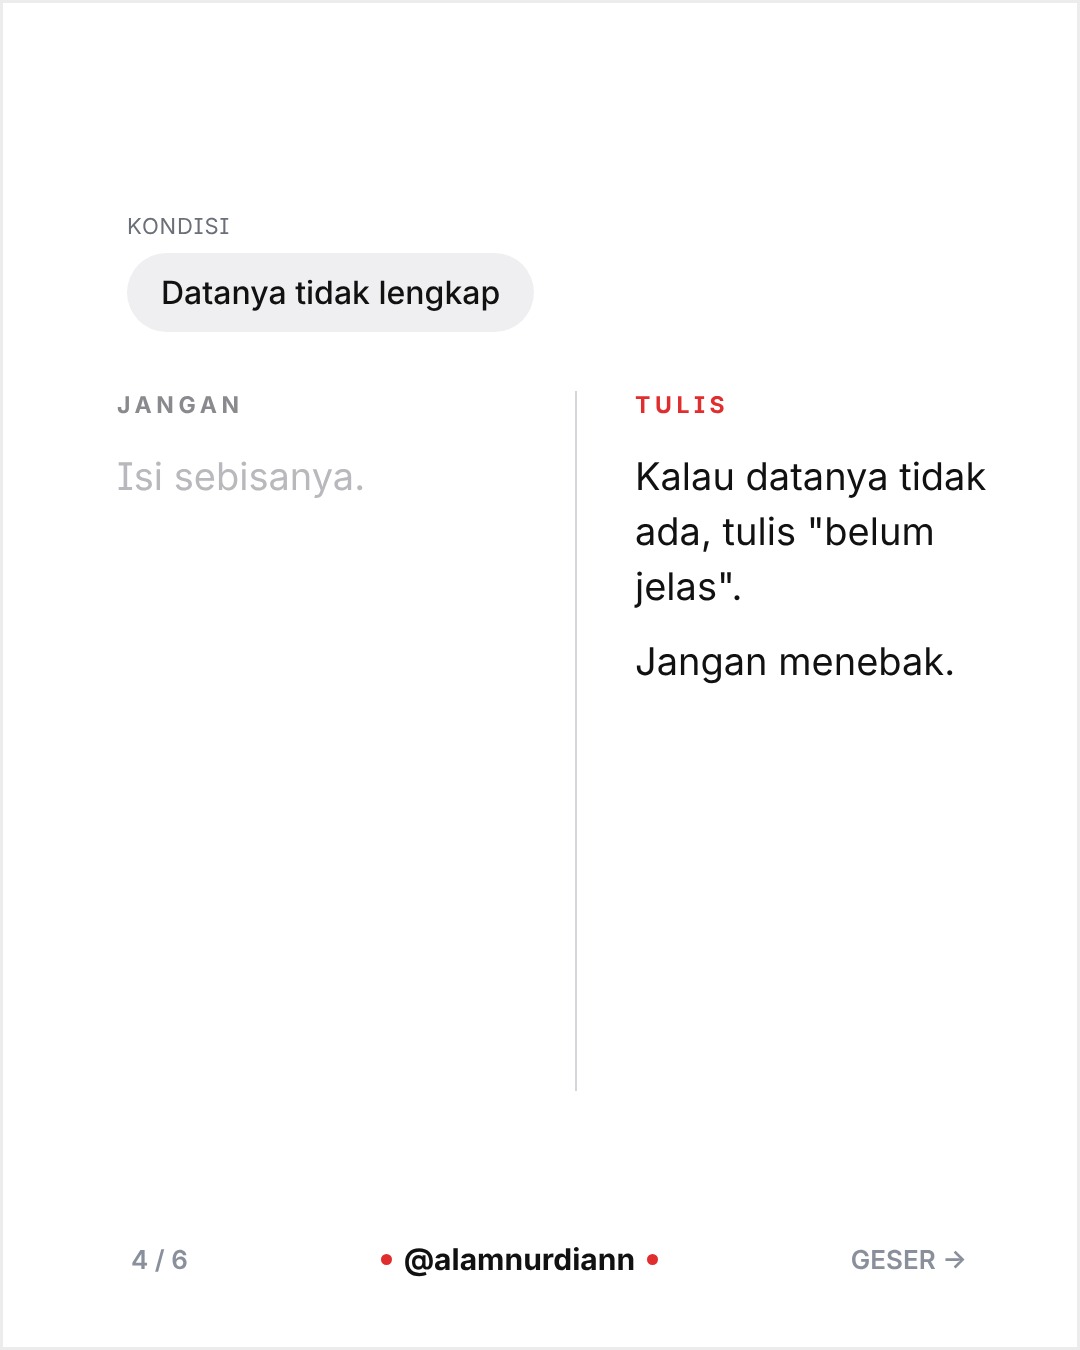 KONDISI
Datanya tidak lengkap
JANGAN
Isi sebisanya.
TULIS
Kalau datanya tidak
ada, tulis "belum
jelas".
Jangan menebak.
4 / 6
• @alamnurdiann •
GESER →